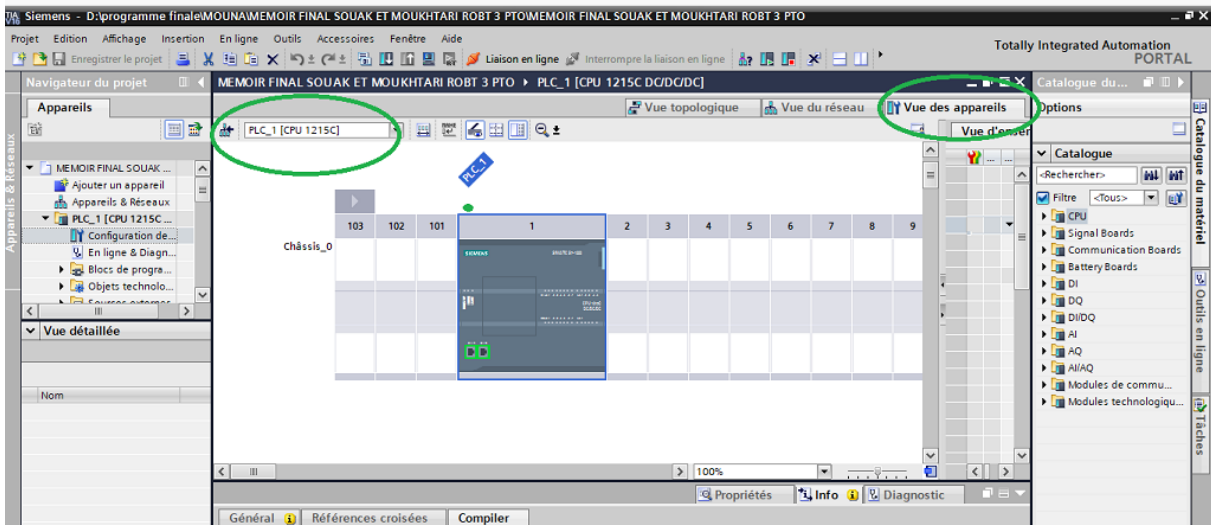 Siemens - D:\programme finale\MOUNA\MEMOIR FINAL SOUAK ET MOUKHTARI ROBT 3 PTO\MEMOIR FINAL SOUAK ET MOUKHTARI ROBT 3 PTO
Projet Edition Affichage Insertion En ligne Outils Accessoires Fenêtre Aide
Totally Integrated Automation
PORTAL
Enregistrer le projet Liaison en ligne Interrompre la liaison en ligne
Navigateur du projet
MEMOIR FINAL SOUAK ET MOUKHTARI ROBT 3 PTO PLC_1 [CPU 1215C DC/DC/DC]
Catalogue du...
Appareils
Vue topologique Vue du réseau Vue des appareils
Options
PLC_1 [CPU 1215C]
Vue d'enser
Appareils & Réseaux
MEMOIR FINAL SOUAK ...
Ajouter un appareil
Appareils & Réseaux
PLC_1 [CPU 1215C ...
Configuration de...
En ligne & Diagn...
Blocs de progra...
Objets technolo...
Sources externes
Vue détaillée
Nom
PLC_1
103 102 101 1 2 3 4 5 6 7 8 9
Châssis_0
SIEMENS
100%
Propriétés Info Diagnostic
Général Références croisées Compiler
Catalogue
<Rechercher>
Filtre <Tous>
CPU
Signal Boards
Communication Boards
Battery Boards
DI
DQ
DI/DQ
AI
AQ
AI/AQ
Modules de commu...
Modules technologiqu...
Catalogue du matériel
Outils en ligne
Tâches